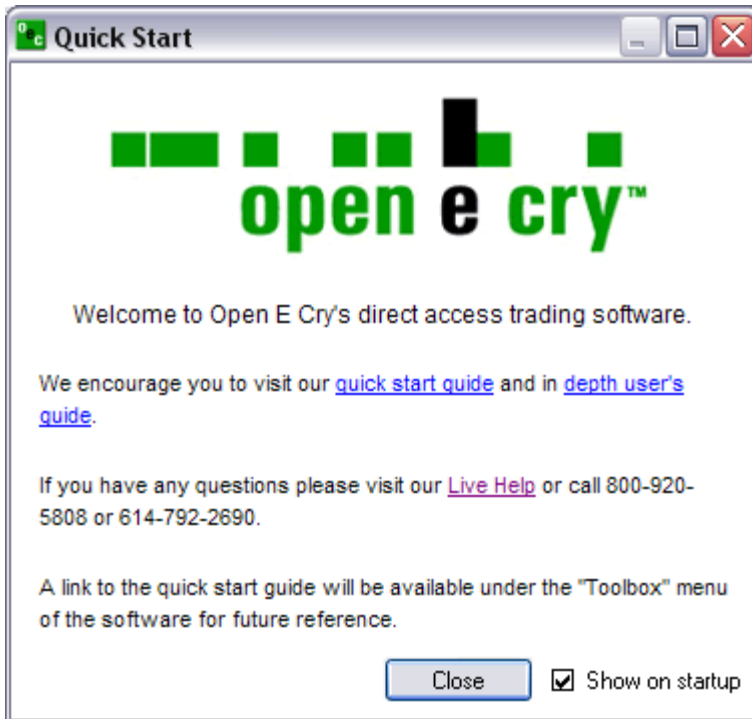 oec Quick Start
open e cry™
Welcome to Open E Cry's direct access trading software.
We encourage you to visit our quick start guide and in depth user's
guide.
If you have any questions please visit our Live Help or call 800-920-
5808 or 614-792-2690.
A link to the quick start guide will be available under the "Toolbox" menu
of the software for future reference.
Close Show on startup